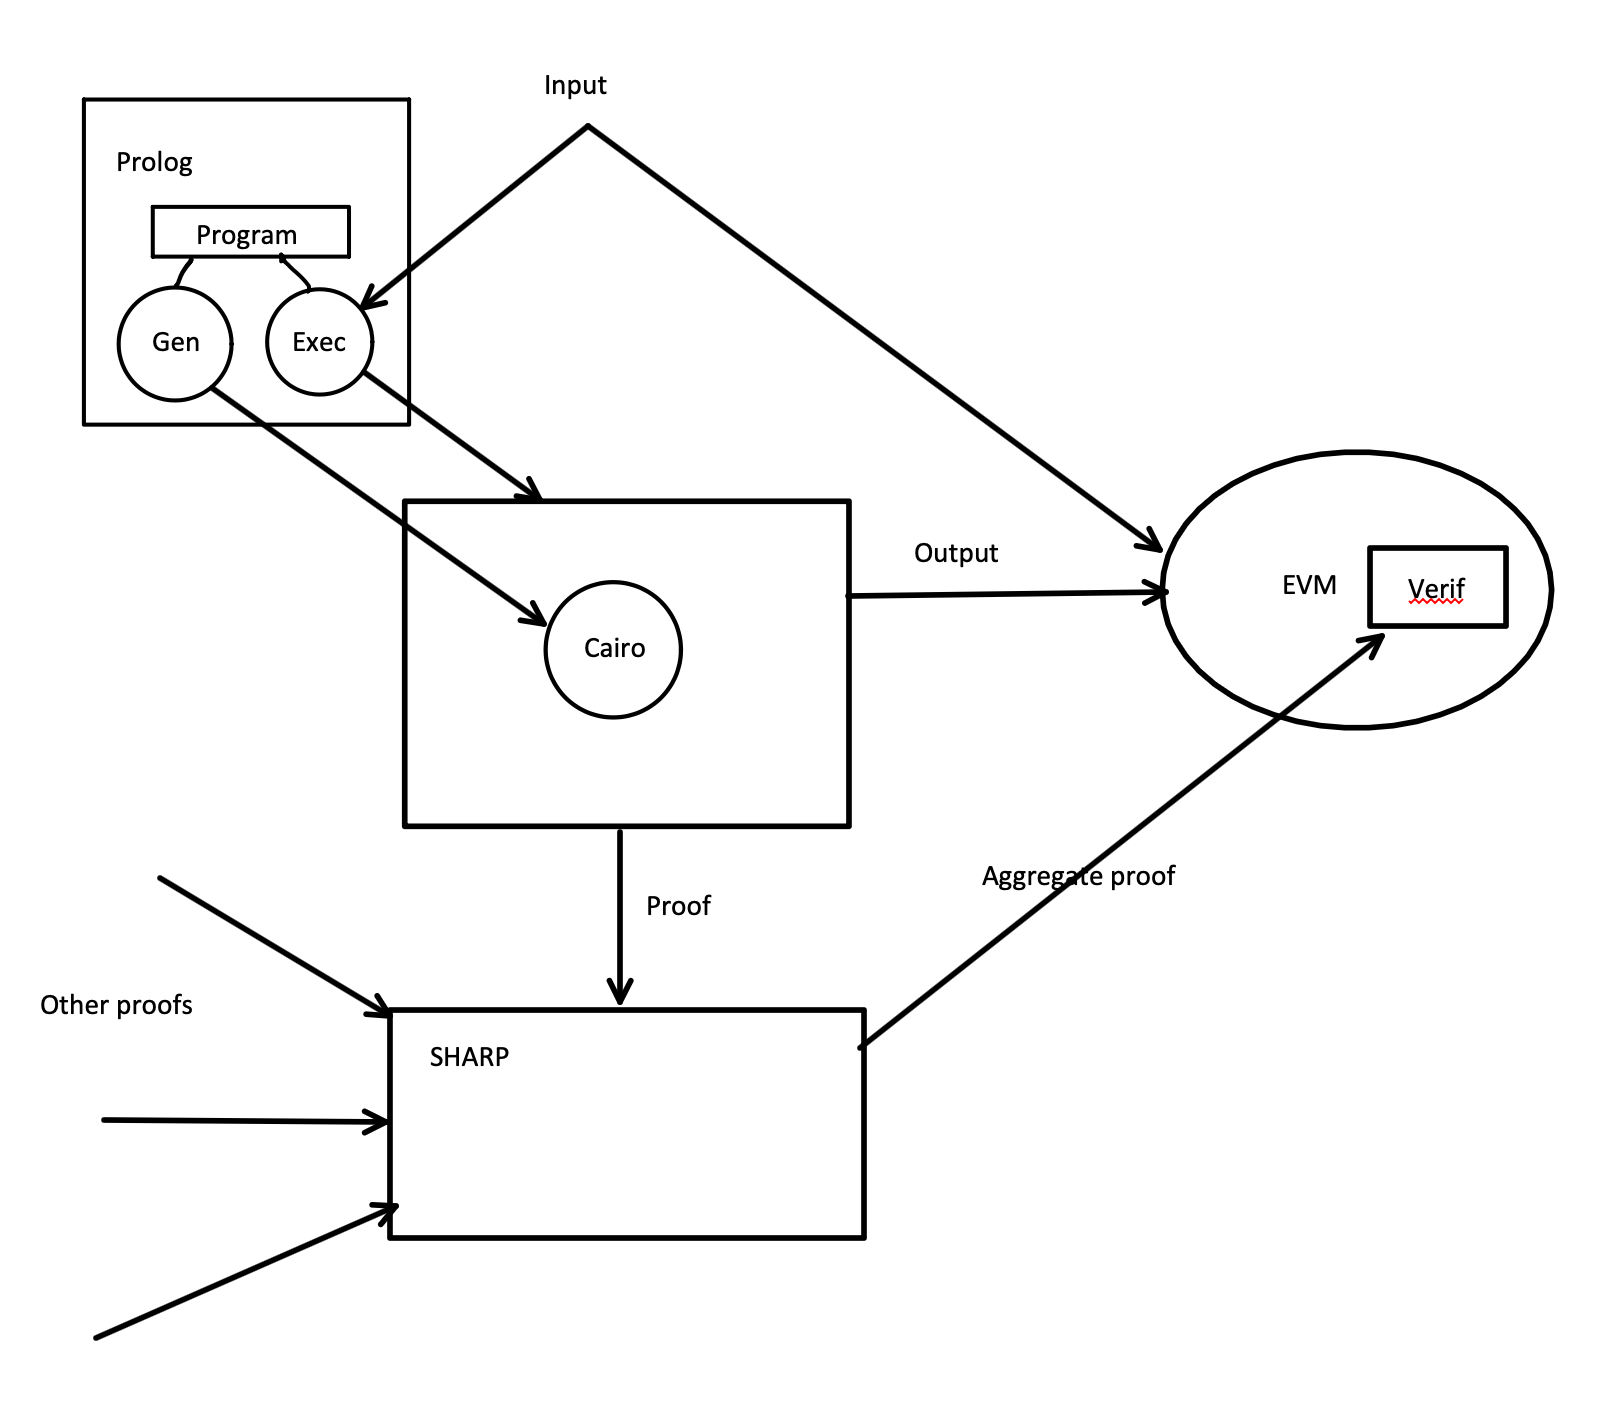 Input
Prolog
Program
Gen
Exec
Output
EVM
Verif
Cairo
Aggregate proof
Proof
Other proofs
SHARP